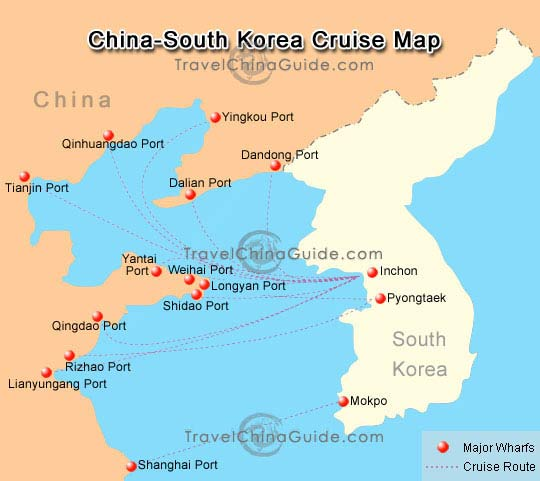 China-South Korea Cruise Map
TravelChinaGuide.com
China
Yingkou Port
Qinhuangdao Port
Dandong Port
Tianjin Port
Dalian Port
TravelChinaGuide.com
Yantai
Port
Weihai Port
Longyan Port
Shidao Port
Inchon
Pyongtaek
Qingdao Port
South
Korea
Rizhao Port
Lianyungang Port
Mokpo
TravelChinaGuide.com
Shanghai Port
Major Wharfs
Cruise Route